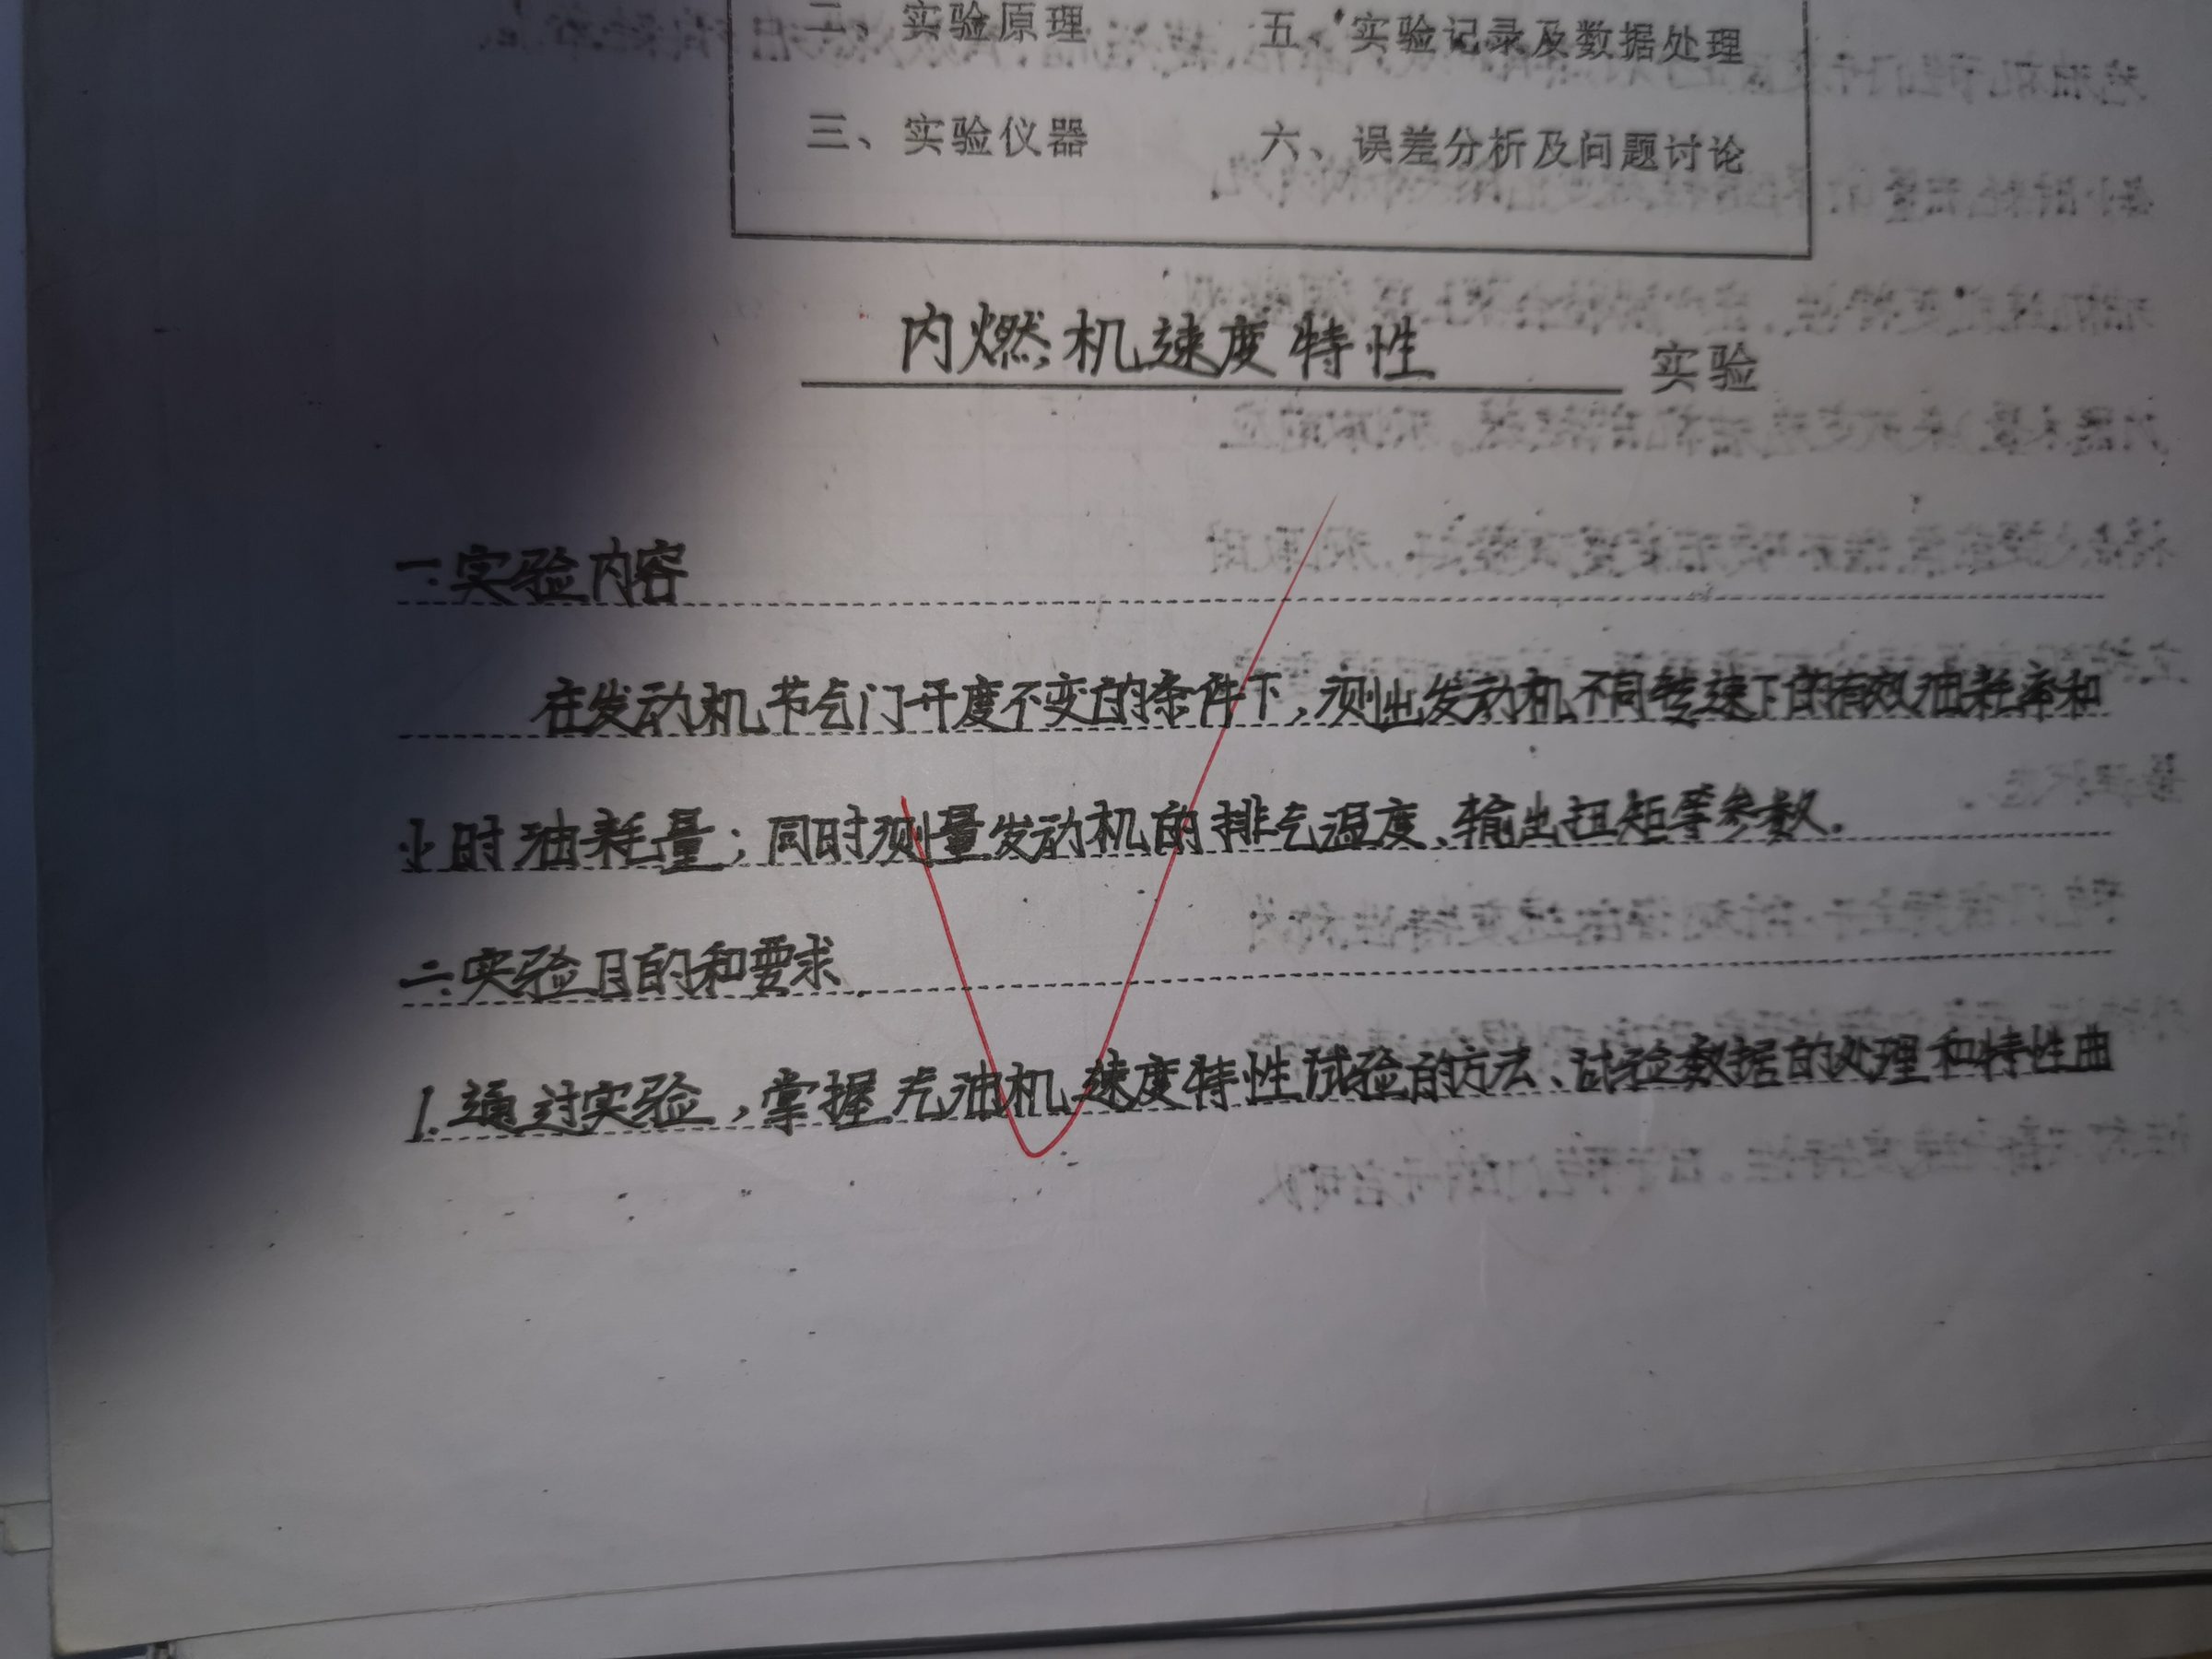 二、实验原理 五、实验记录及数据处理
三、实验仪器 六、误差分析及问题讨论
内燃机速度特性 实验
一.实验内容
在发动机节气门开度不变的条件下,测出发动机不同转速下的有效油耗率和
小时油耗量;同时测量发动机的排气温度、输出扭矩等参数.
二.实验目的和要求
1.通过实验,掌握汽油机速度特性试验的方法、试验数据的处理和特性曲